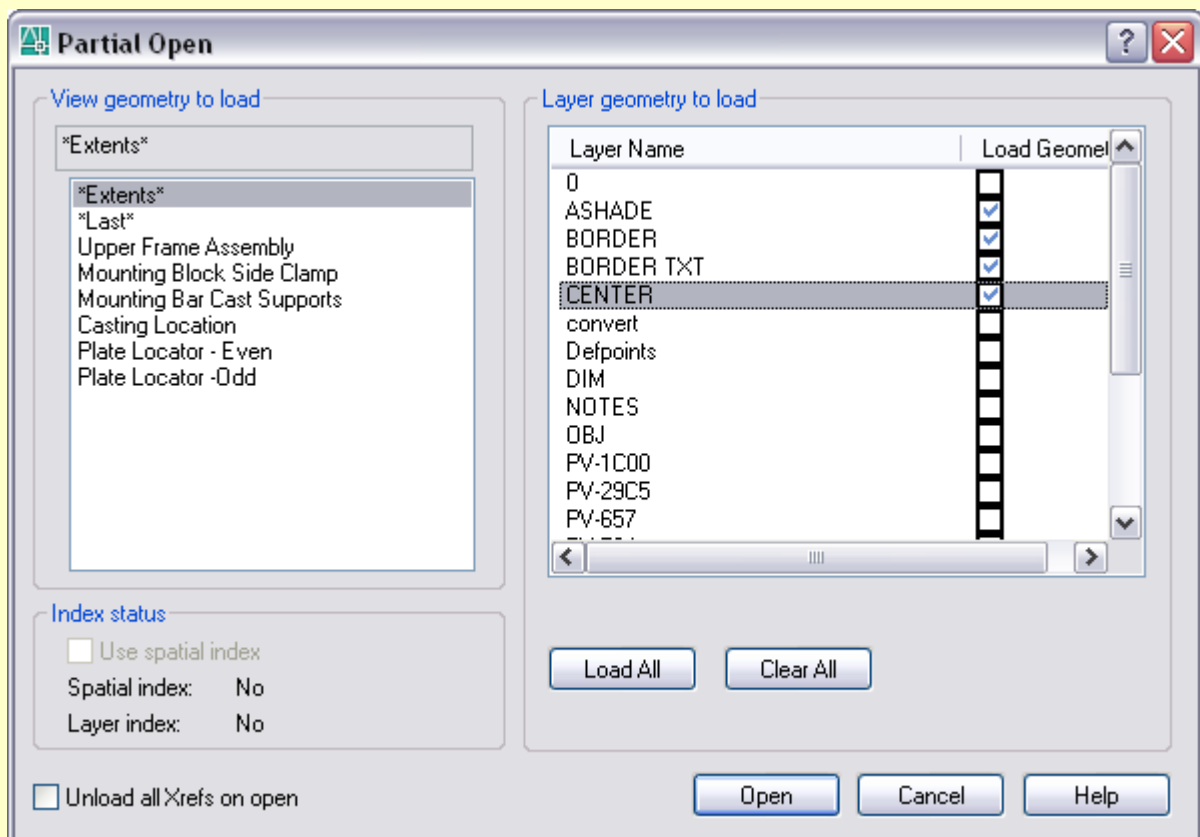 Partial Open
View geometry to load
*Extents*
*Extents*
*Last*
Upper Frame Assembly
Mounting Block Side Clamp
Mounting Bar Cast Supports
Casting Location
Plate Locator - Even
Plate Locator -Odd
Index status
Use spatial index
Spatial index: No
Layer index: No
Unload all Xrefs on open
Layer geometry to load
Layer Name Load Geomet
0
ASHADE
BORDER
BORDER TXT
CENTER
convert
Defpoints
DIM
NOTES
OBJ
PV-1C00
PV-29C5
PV-657
Load All Clear All
Open Cancel Help